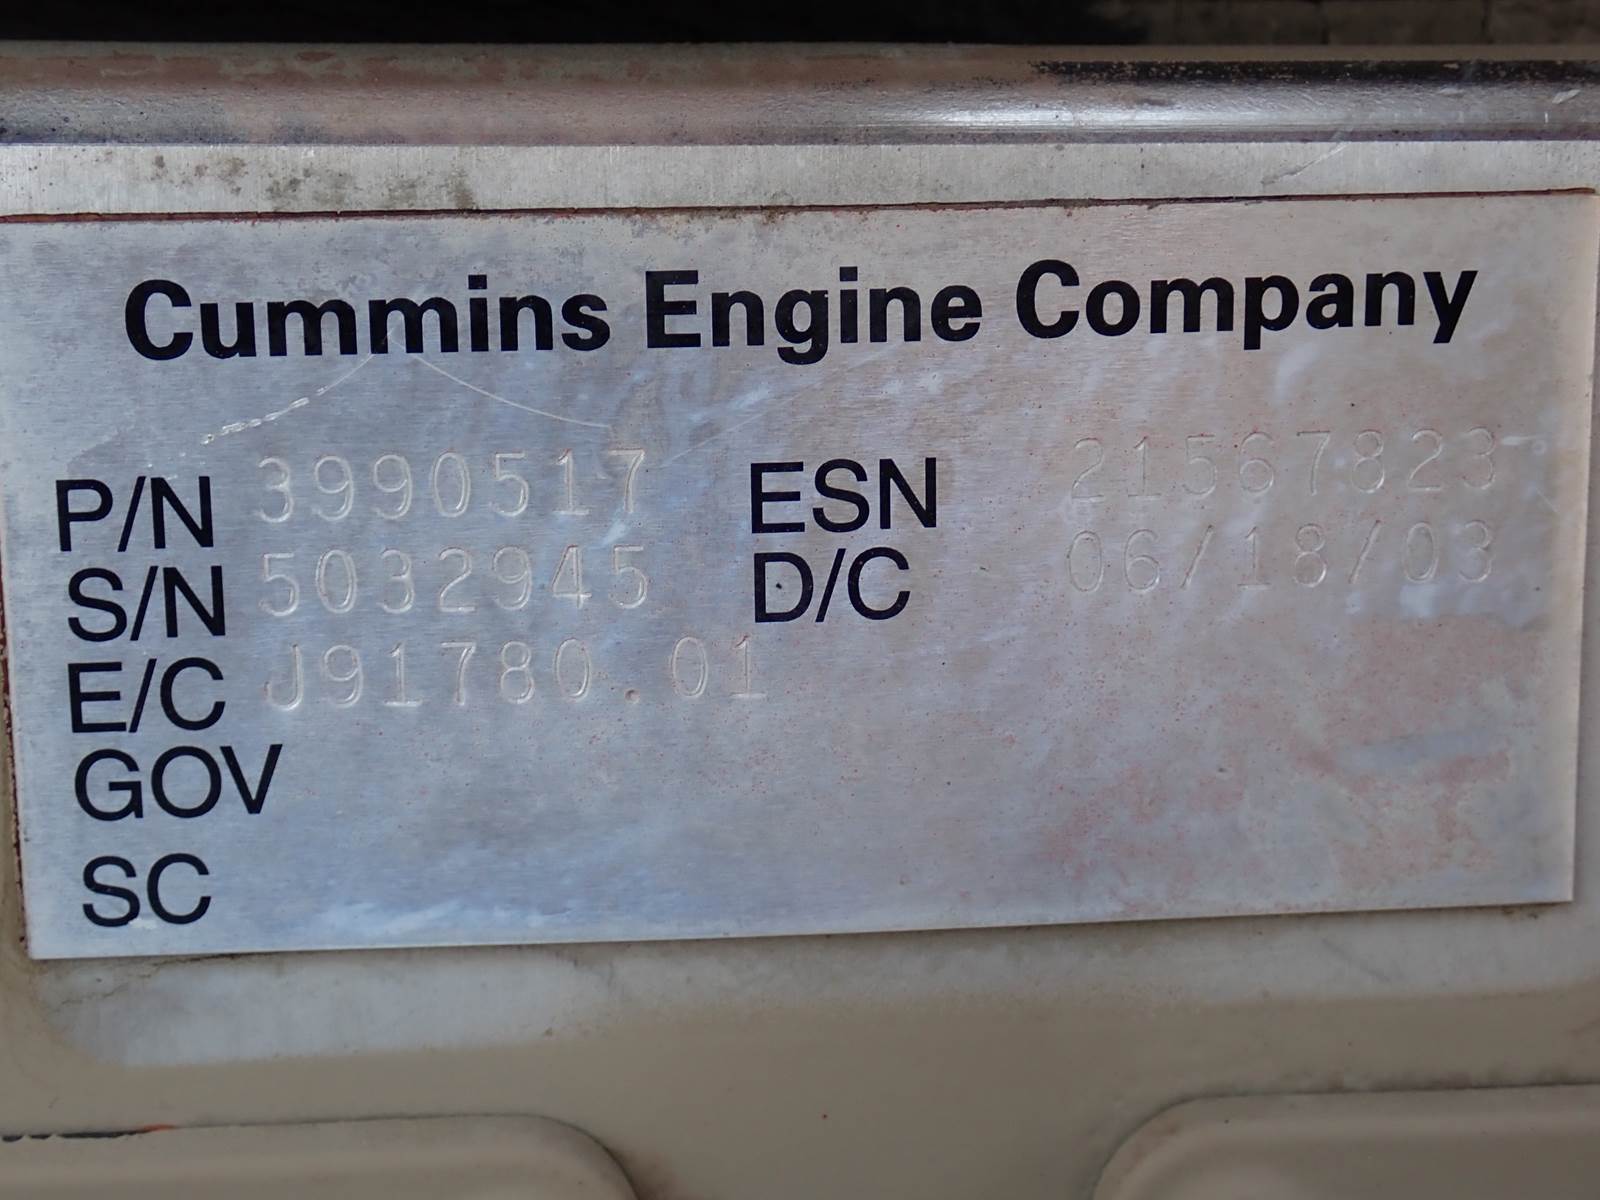 Cummins Engine Company
P/N 3990517 ESN 21567823
S/N 5032945 D/C 06/18/03
E/C J91780.01
GOV
SC